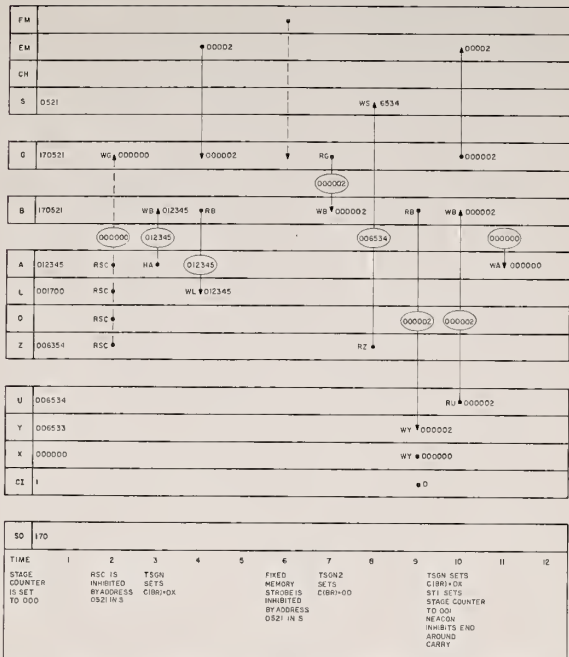 FM
EM 00002 00002
CH
S 0521 WS 6534
G 170521 WG 000000 000002 RG 000002
000002
B 170521 WB 012345 RB WB 000002 RB WB 000002
000000 012345 006534 000000
A 012345 RSC HA 012345 WA 000000
L 001700 RSC WL 012345
Q RSC 000002 000002
Z 006354 RSC RZ
U 006534 RU 000002
Y 006533 WY 000002
X 000000 WY 000000
CI 1 0
SQ 170
TIME 1 2 3 4 5 6 7 8 9 10 11 12
STAGE RSC IS TSGN FIXED TSGN2 TSGN SETS
COUNTER INHIBITED SETS MEMORY SETS C(BR)=0X
IS SET BY ADDRESS C(BR)=0X STROBE IS C(BR)=00 ST1 SETS
TO 000 0521 IN S INHIBITED STAGE COUNTER
BY ADDRESS TO 001
0521 IN S NEACON
INHIBITS END
AROUND
CARRY